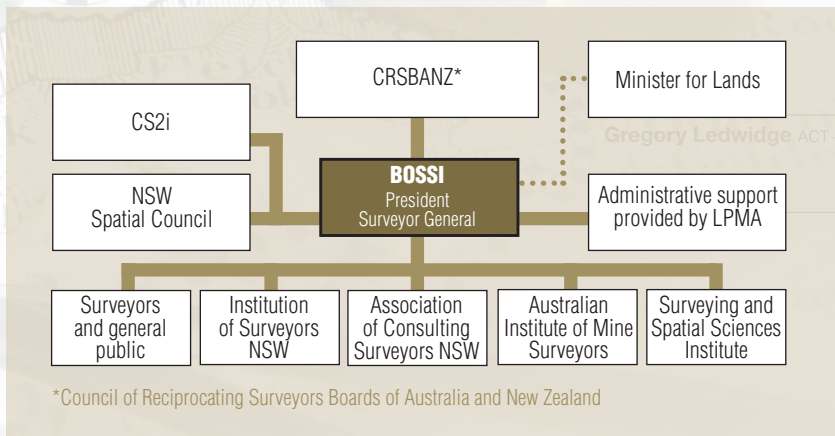 CRSBANZ*
Minister for Lands
CS2i
Gregory Ledwidge ACT
BOSSI
President
Surveyor General
NSW
Spatial Council
Administrative support
provided by LPMA
Surveyors
and general
public
Institution
of Surveyors
NSW
Association
of Consulting
Surveyors NSW
Australian
Institute of Mine
Surveyors
Surveying and
Spatial Sciences
Institute
*Council of Reciprocating Surveyors Boards of Australia and New Zealand